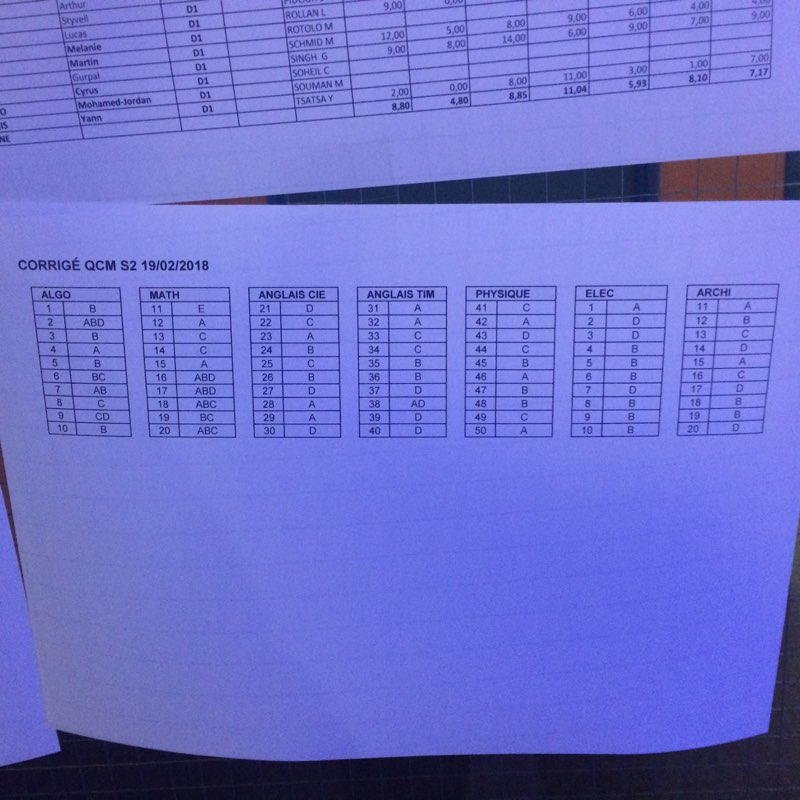 Arthur D1 ROLLAN L 9,00
Styvell D1 ROTOLO M 9,00 6,00 4,00
Lucas D1 SCHMID M 12,00 5,00 8,00 6,00 9,00 7,00 9,00
Melanie D1 SINGH G 9,00 8,00 14,00
Martin D1 SOHEIL C
Gurpal D1 SOUMAN M 2,00 0,00 8,00 11,00 3,00 1,00 7,00
Cyrus D1 TSATSA Y 8,80 4,80 8,85 11,04 5,93 8,10 7,17
Mohamed-Jordan D1
Yann
CORRIGÉ QCM S2 19/02/2018
ALGO MATH ANGLAIS CIE ANGLAIS TIM PHYSIQUE ELEC ARCHI
1 B 11 E 21 D 31 A 41 C 1 A 11 A
2 ABD 12 A 22 C 32 A 42 A 2 D 12 B
3 B 13 C 23 A 33 C 43 D 3 D 13 C
4 A 14 C 24 B 34 C 44 C 4 B 14 D
5 B 15 A 25 C 35 B 45 B 5 B 15 A
6 BC 16 ABD 26 B 36 B 46 A 6 B 16 C
7 AB 17 ABD 27 D 37 D 47 B 7 D 17 D
8 C 18 ABC 28 A 38 AD 48 B 8 B 18 B
9 CD 19 BC 29 A 39 D 49 C 9 B 19 B
10 B 20 ABC 30 D 40 D 50 A 10 B 20 D